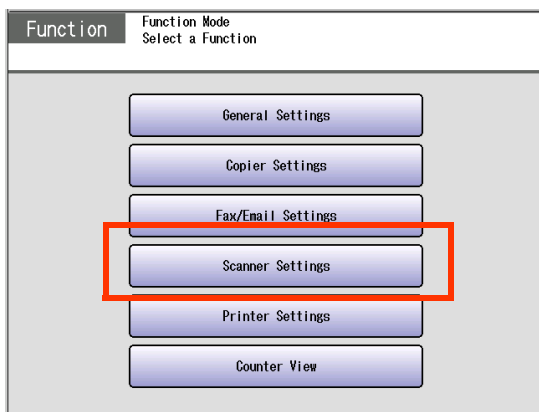 Function
Function Mode
Select a Function
General Settings
Copier Settings
Fax/Email Settings
Scanner Settings
Printer Settings
Counter View